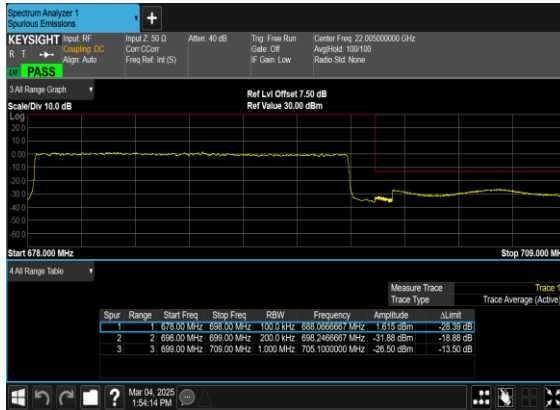 Spectrum Analyzer 1
Spurious Emissions
+
KEYSIGHT Input: RF Input Z: 50 Ω Atten: 40 dB Trig: Free Run Center Freq: 22.005000000 GHz
R T Coupling: DC Corr CCorr Gate: Off Avg|Hold: 100/100
Align: Auto Freq Ref: Int (S) IF Gain: Low Radio Std: None
PASS
3 All Range Graph
Ref Lvl Offset 7.50 dB
Scale/Div 10.0 dB Ref Value 30.00 dBm
Log
20.0
10.0
0.00
-10.0
-20.0
-30.0
-40.0
-50.0
-60.0
Start 678.000 MHz Stop 709.000 MH
4 All Range Table
Measure Trace Trace 1
Trace Type Trace Average (Active)
Spur Range Start Freq Stop Freq RBW Frequency Amplitude ΔLimit
1 1 678.00 MHz 698.00 MHz 100.0 kHz 688.0666667 MHz 1.615 dBm -28.39 dB
2 2 698.00 MHz 699.00 MHz 200.0 kHz 698.2466667 MHz -31.88 dBm -18.88 dB
3 3 699.00 MHz 709.00 MHz 1.000 MHz 705.1000000 MHz -26.50 dBm -13.50 dB
? Mar 04, 2025
1:54:14 PM